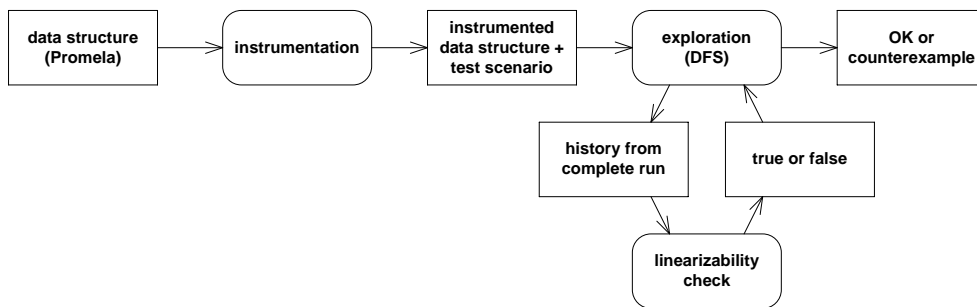 data structure
(Promela)
instrumentation
instrumented
data structure +
test scenario
exploration
(DFS)
OK or
counterexample
history from
complete run
true or false
linearizability
check